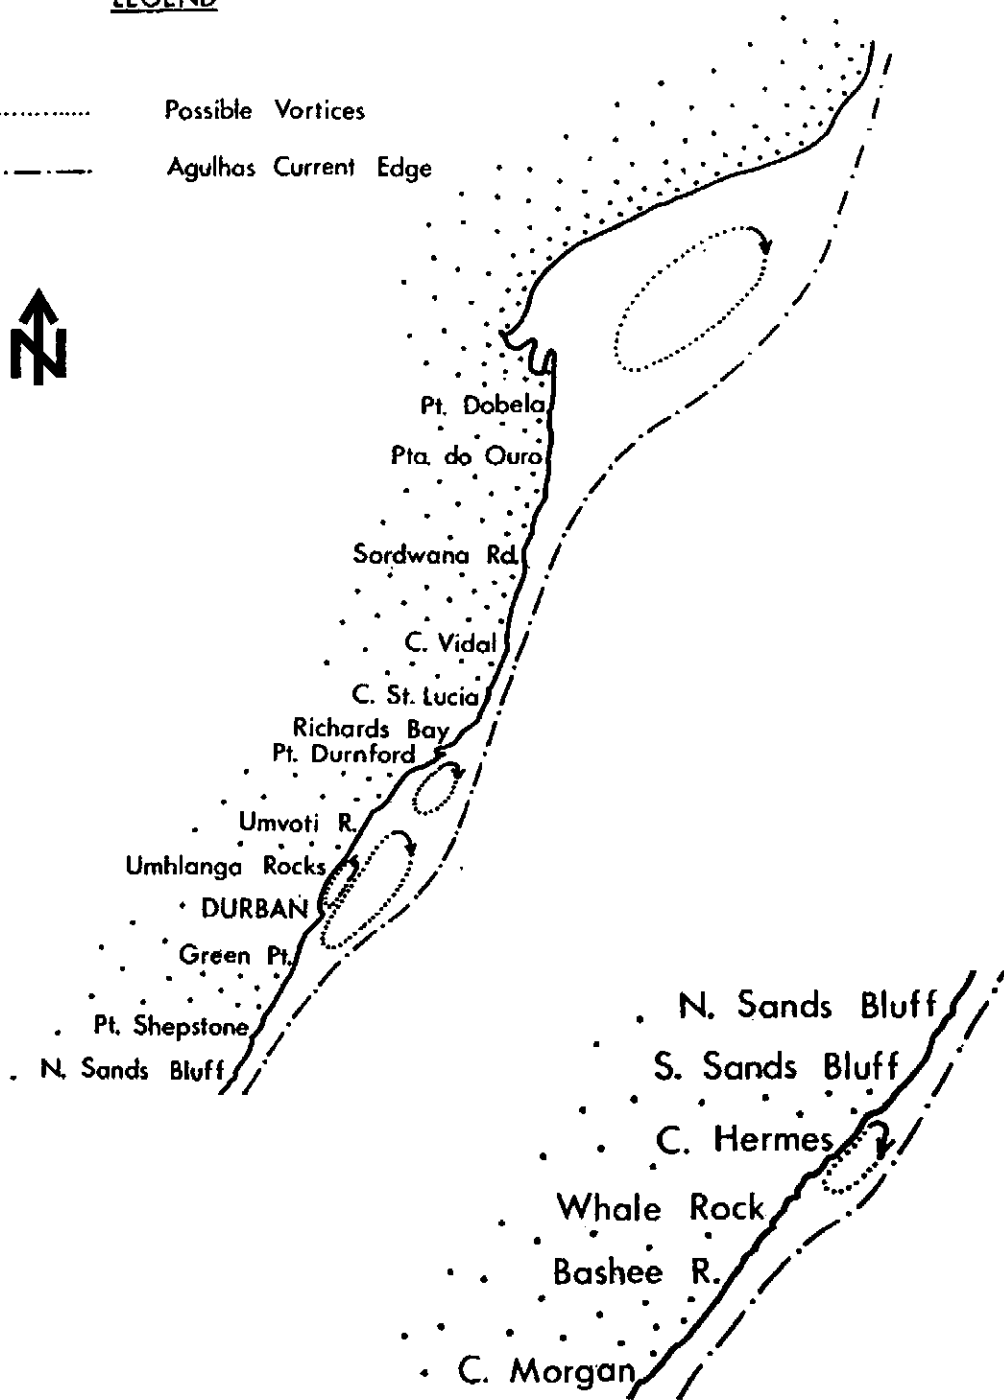 LEGEND
Possible Vortices
Agulhas Current Edge
N
Pt. Dobela
Pta. do Ouro
Sordwana Rd.
C. Vidal
C. St. Lucia
Richards Bay
Pt. Durnford
Umvoti R.
Umhlanga Rocks
DURBAN
Green Pt.
Pt. Shepstone
N. Sands Bluff
N. Sands Bluff
S. Sands Bluff
C. Hermes
Whale Rock
Bashee R.
C. Morgan